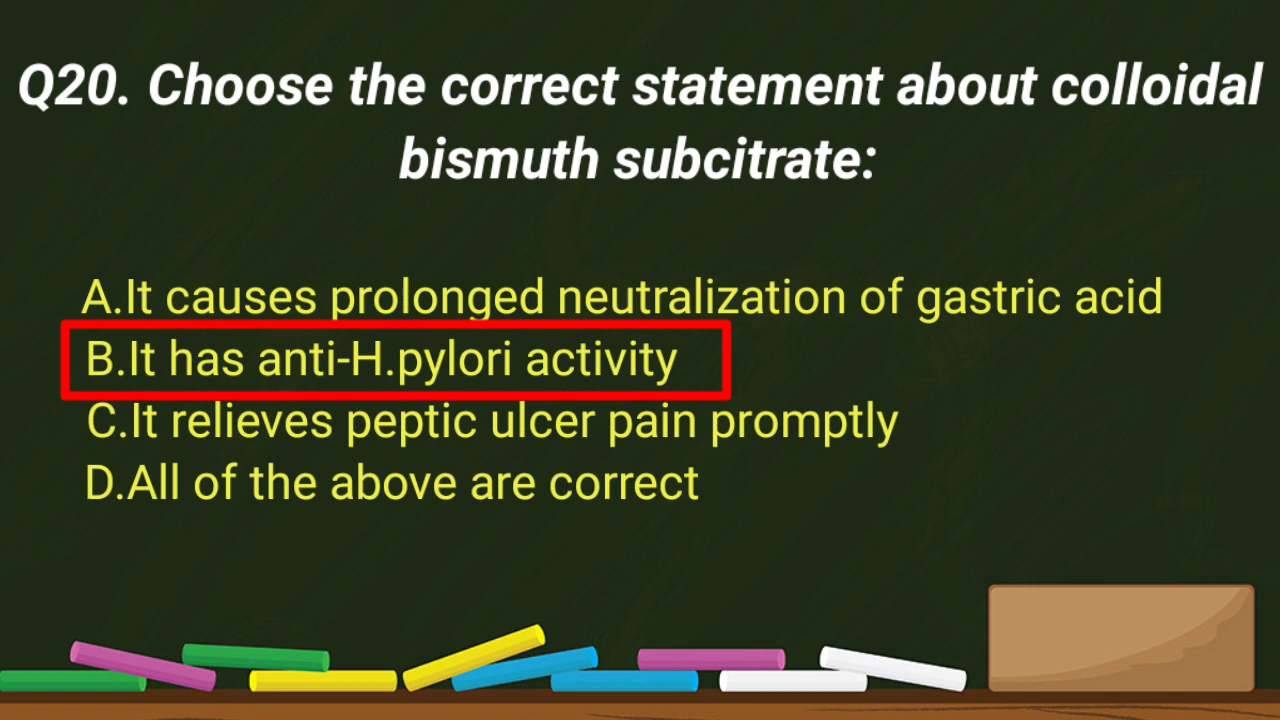 Q20. Choose the correct statement about colloidal
bismuth subcitrate:
A.It causes prolonged neutralization of gastric acid
B.It has anti-H.pylori activity
C.It relieves peptic ulcer pain promptly
D.All of the above are correct